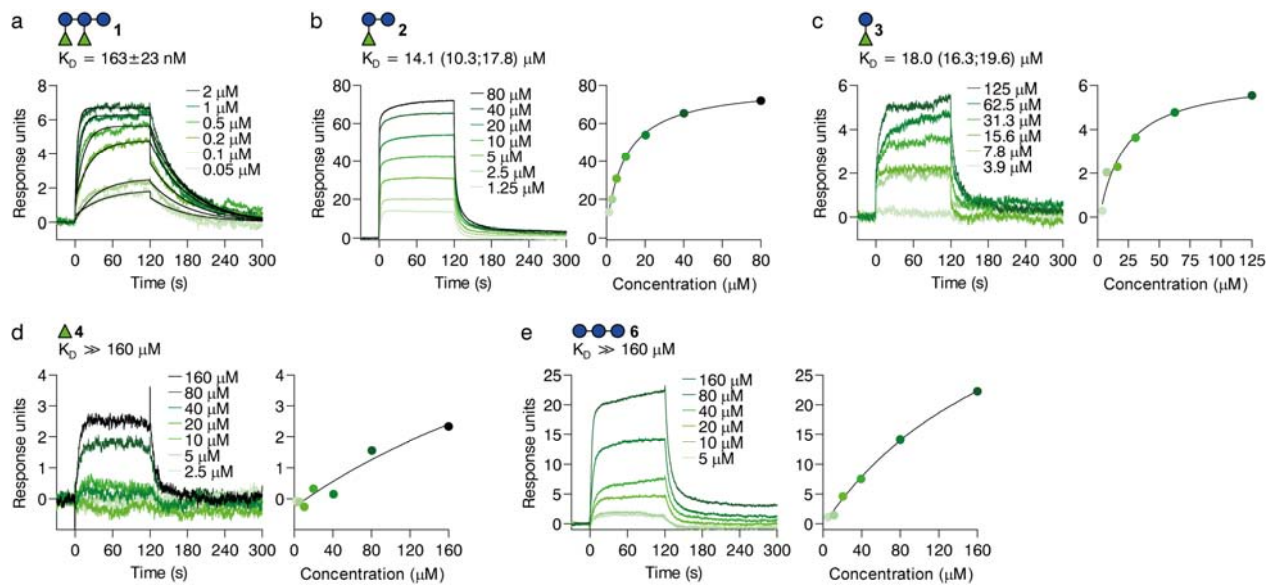 a
1
K_D = 163±23 nM
Response units
8
6
4
2
0
2 μM
1 μM
0.5 μM
0.2 μM
0.1 μM
0.05 μM
0 60 120 180 240 300
Time (s)
b
2
K_D = 14.1 (10.3;17.8) μM
Response units
80
60
40
20
0
80 μM
40 μM
20 μM
10 μM
5 μM
2.5 μM
1.25 μM
0 60 120 180 240 300
Time (s)
80
60
40
20
0
0 20 40 60 80
Concentration (μM)
c
3
K_D = 18.0 (16.3;19.6) μM
Response units
6
4
2
0
125 μM
62.5 μM
31.3 μM
15.6 μM
7.8 μM
3.9 μM
0 60 120 180 240 300
Time (s)
6
4
2
0
0 25 50 75 100 125
Concentration (μM)
d
4
K_D ≫ 160 μM
Response units
4
3
2
1
0
160 μM
80 μM
40 μM
20 μM
10 μM
5 μM
2.5 μM
0 60 120 180 240 300
Time (s)
4
3
2
1
0
0 40 80 120 160
Concentration (μM)
e
6
K_D ≫ 160 μM
Response units
25
20
15
10
5
0
160 μM
80 μM
40 μM
20 μM
10 μM
5 μM
0 60 120 180 240 300
Time (s)
25
20
15
10
5
0
0 40 80 120 160
Concentration (μM)